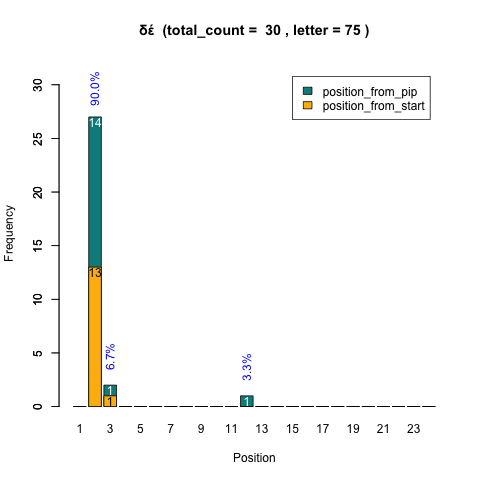 δέ  (total_count =  30 , letter = 75 )
position_from_pip
position_from_start
Frequency
30
25
20
15
10
5
0
90.0%
14
13
6.7%
1
1
3.3%
1
1 3 5 7 9 11 13 15 17 19 21 23
Position